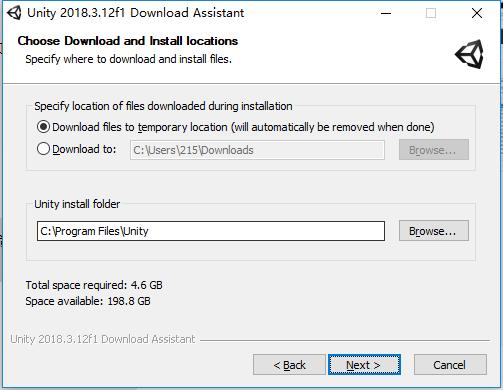 Unity 2018.3.12f1 Download Assistant
Choose Download and Install locations
Specify where to download and install files.
Specify location of files downloaded during installation
Download files to temporary location (will automatically be removed when done)
Download to:
C:\Users\215\Downloads
Browse...
Unity install folder
C:\Program Files\Unity
Browse...
Total space required: 4.6 GB
Space available: 198.8 GB
Unity 2018.3.12f1 Download Assistant
< Back
Next >
Cancel